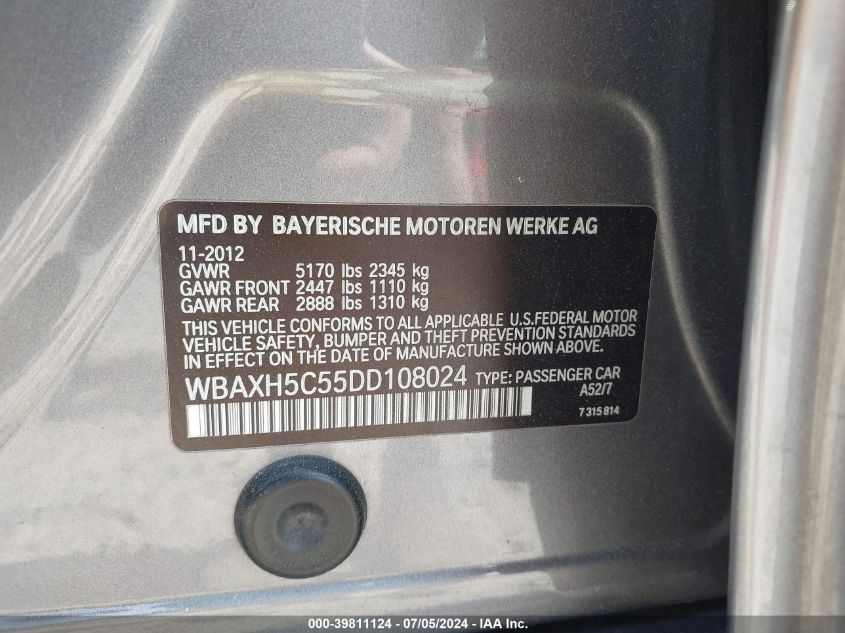 MFD BY BAYERISCHE MOTOREN WERKE AG
11-2012
GVWR 5170 lbs 2345 kg
GAWR FRONT 2447 lbs 1110 kg
GAWR REAR 2888 lbs 1310 kg
THIS VEHICLE CONFORMS TO ALL APPLICABLE U.S.FEDERAL MOTOR
VEHICLE SAFETY, BUMPER AND THEFT PREVENTION STANDARDS
IN EFFECT ON THE DATE OF MANUFACTURE SHOWN ABOVE.
WBAXH5C55DD108024 TYPE: PASSENGER CAR
A52/7
7 315 814
000-39811124 / 07/05/2024 - IAA Inc.